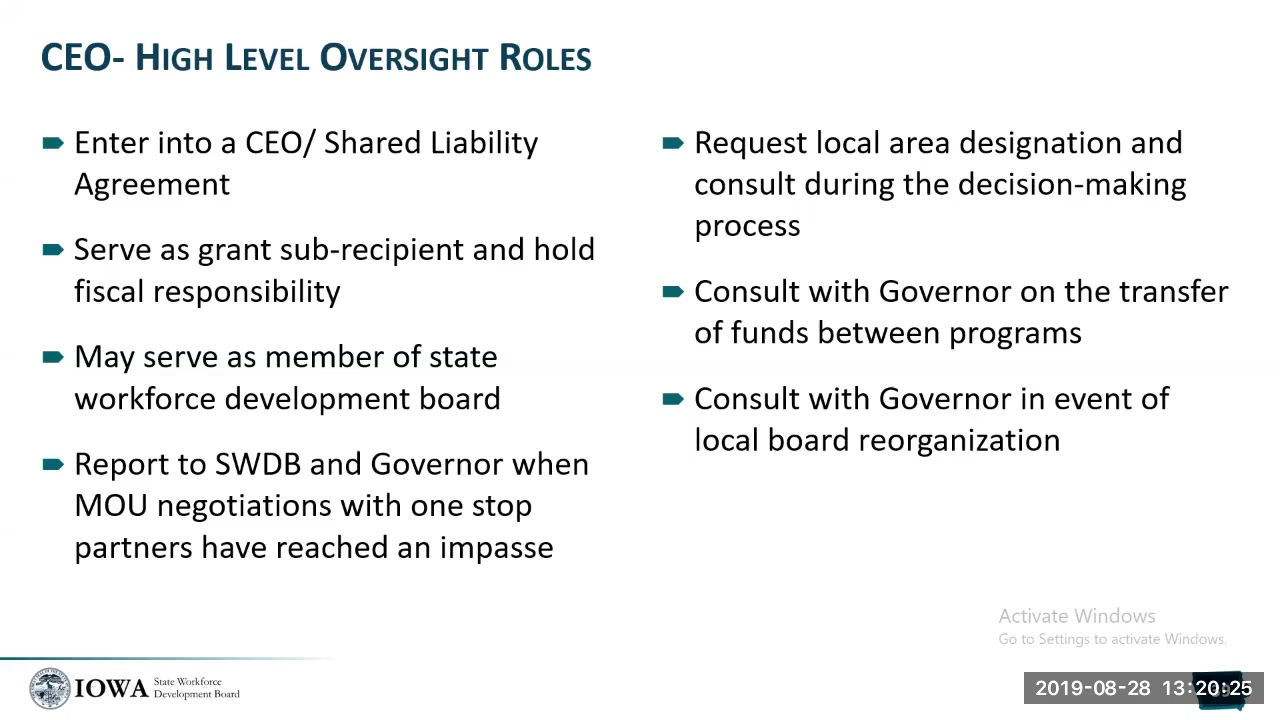 CEO- HIGH LEVEL OVERSIGHT ROLES
Enter into a CEO/ Shared Liability
Agreement
Serve as grant sub-recipient and hold
fiscal responsibility
May serve as member of state
workforce development board
Report to SWDB and Governor when
MOU negotiations with one stop
partners have reached an impasse
Request local area designation and
consult during the decision-making
process
Consult with Governor on the transfer
of funds between programs
Consult with Governor in event of
local board reorganization
Activate Windows
Go to Settings to activate Windows.
IOWA State Workforce
Development Board
2019-08-28 13:20:25